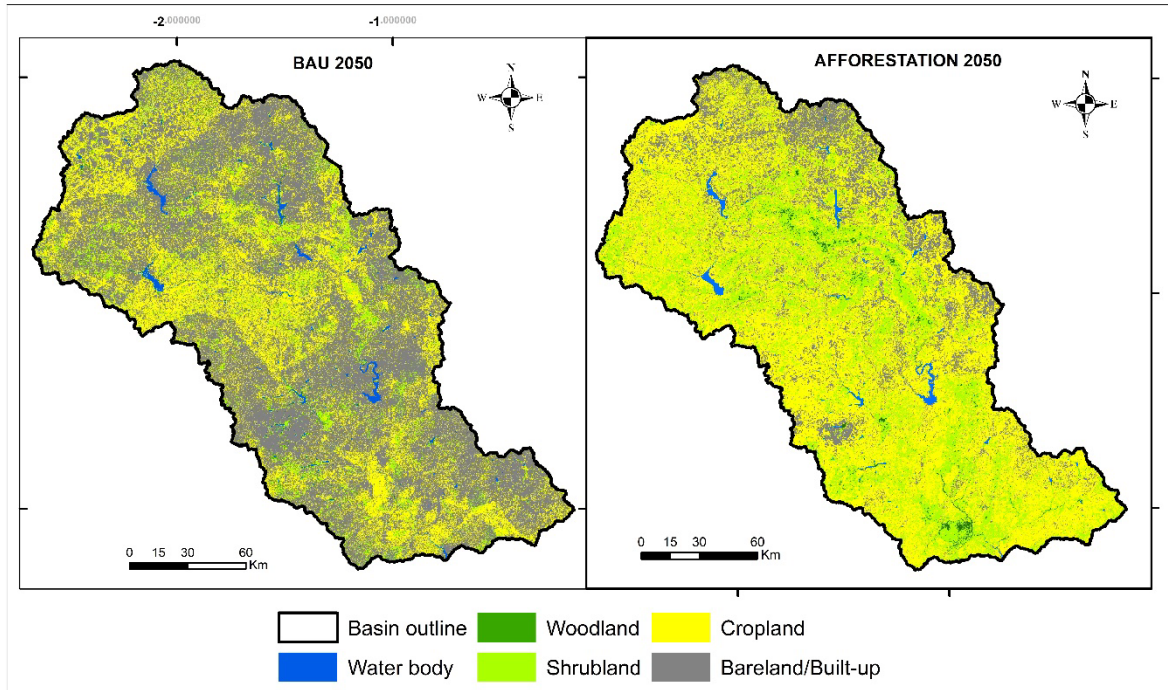 -2.000000 -1.000000
BAU 2050
N
W E
S
AFFORESTATION 2050
N
W E
S
0 15 30 60
Km
0 15 30 60
Km
Basin outline Woodland Cropland
Water body Shrubland Bareland/Built-up